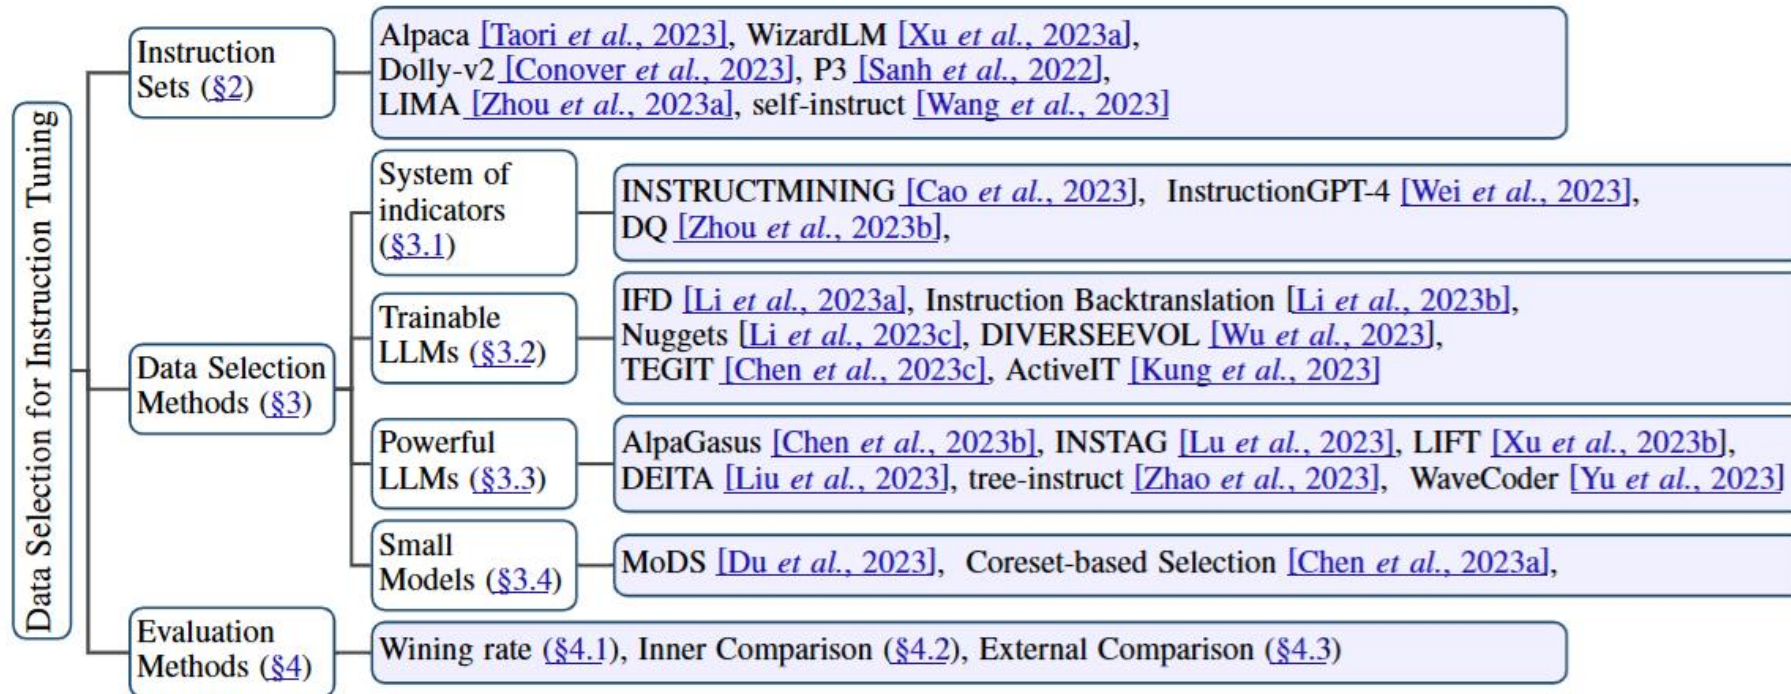 Data Selection for Instruction Tuning
Instruction
Sets (§2)
Alpaca [Taori et al., 2023], WizardLM [Xu et al., 2023a],
Dolly-v2 [Conover et al., 2023], P3 [Sanh et al., 2022],
LIMA [Zhou et al., 2023a], self-instruct [Wang et al., 2023]
Data Selection
Methods (§3)
System of
indicators
(§3.1)
INSTRUCTMINING [Cao et al., 2023], InstructionGPT-4 [Wei et al., 2023],
DQ [Zhou et al., 2023b],
Trainable
LLMs (§3.2)
IFD [Li et al., 2023a], Instruction Backtranslation [Li et al., 2023b],
Nuggets [Li et al., 2023c], DIVERSEEVOL [Wu et al., 2023],
TEGIT [Chen et al., 2023c], ActiveIT [Kung et al., 2023]
Powerful
LLMs (§3.3)
AlpaGasus [Chen et al., 2023b], INSTAG [Lu et al., 2023], LIFT [Xu et al., 2023b],
DEITA [Liu et al., 2023], tree-instruct [Zhao et al., 2023], WaveCoder [Yu et al., 2023]
Small
Models (§3.4)
MoDS [Du et al., 2023], Coreset-based Selection [Chen et al., 2023a],
Evaluation
Methods (§4)
Wining rate (§4.1), Inner Comparison (§4.2), External Comparison (§4.3)